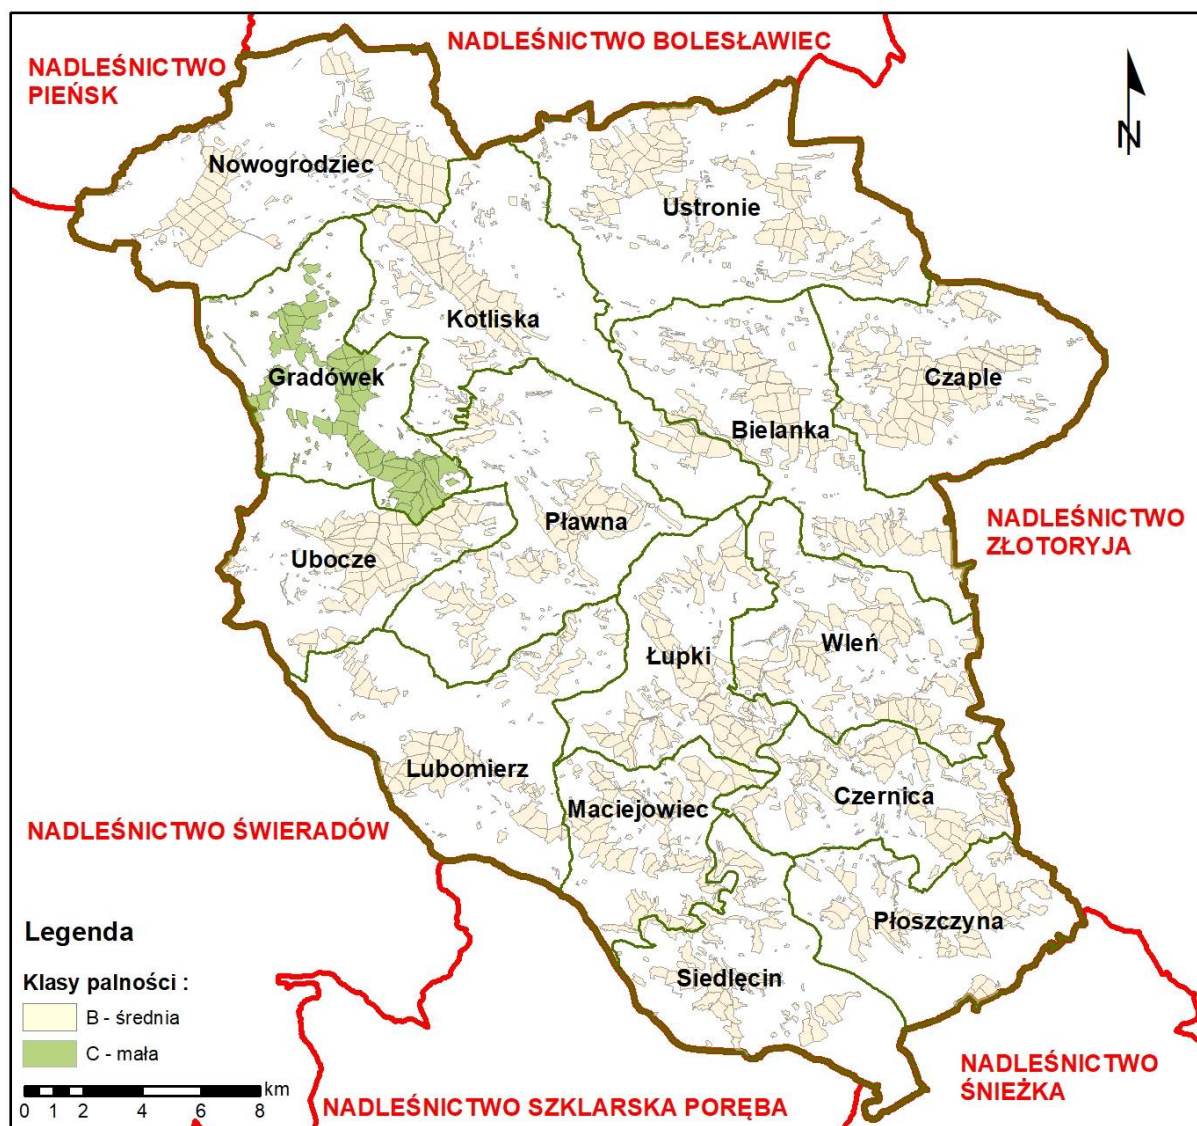 NADLEŚNICTWO BOLESŁAWIEC
NADLEŚNICTWO
PIEŃSK
N
Nowogrodziec
Ustronie
Kotliska
Gradówek
Czaple
Bielanka
Pławna
NADLEŚNICTWO
ZŁOTORYJA
Ubocze
Wleń
Łupki
Lubomierz
Czernica
Maciejowiec
NADLEŚNICTWO ŚWIERADÓW
Płoszczyna
Siedlęcin
Legenda
Klasy palności :
B - średnia
C - mała
km
0 1 2 4 6 8
NADLEŚNICTWO SZKLARSKA PORĘBA
NADLEŚNICTWO
ŚNIEŻKA